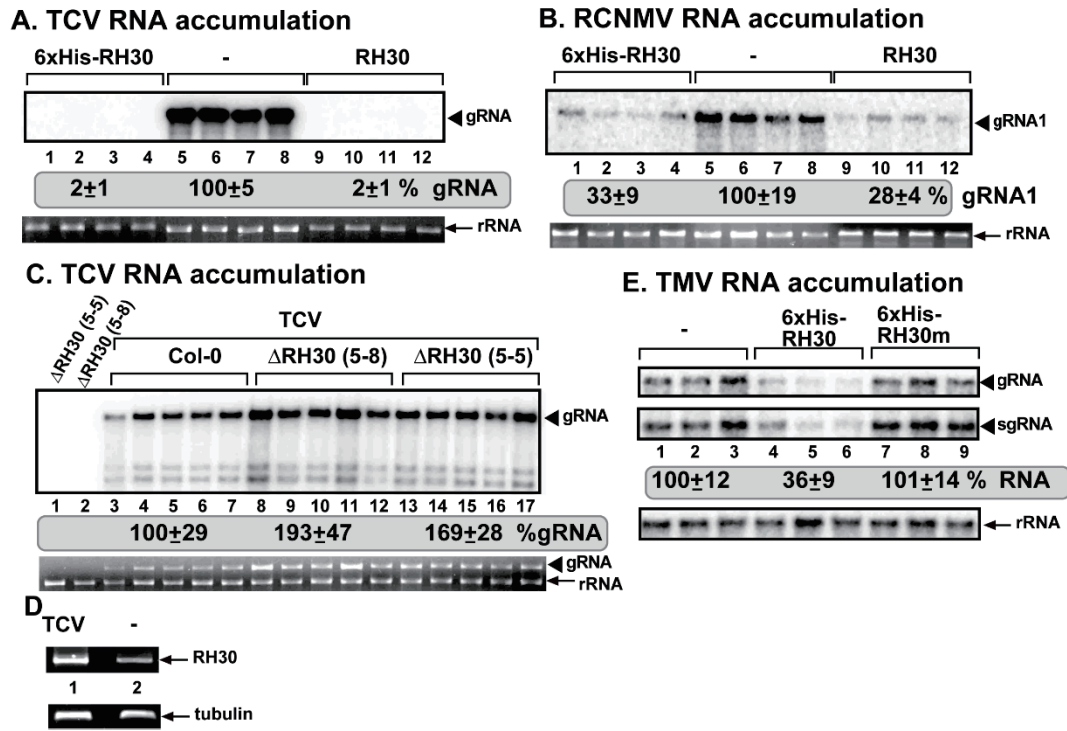 A. TCV RNA accumulation
6xHis-RH30 - RH30
gRNA
1 2 3 4 5 6 7 8 9 10 11 12
2±1 100±5 2±1 % gRNA
rRNA
B. RCNMV RNA accumulation
6xHis-RH30 - RH30
gRNA1
1 2 3 4 5 6 7 8 9 10 11 12
33±9 100±19 28±4 % gRNA1
rRNA
C. TCV RNA accumulation
ΔRH30 (5-5)
ΔRH30 (5-8)
TCV
Col-0 ΔRH30 (5-8) ΔRH30 (5-5)
gRNA
1 2 3 4 5 6 7 8 9 10 11 12 13 14 15 16 17
100±29 193±47 169±28 %gRNA
gRNA
rRNA
D
TCV -
RH30
1 2
tubulin
E. TMV RNA accumulation
- 6xHis-RH30 6xHis-RH30m
gRNA
sgRNA
1 2 3 4 5 6 7 8 9
100±12 36±9 101±14 % RNA
rRNA